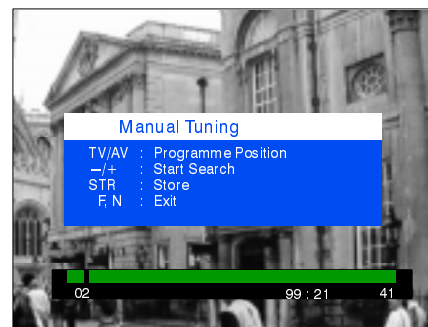 Manual Tuning
TV/AV : Programme Position
–/+ : Start Search
STR : Store
F, N : Exit
02 99 : 21 41